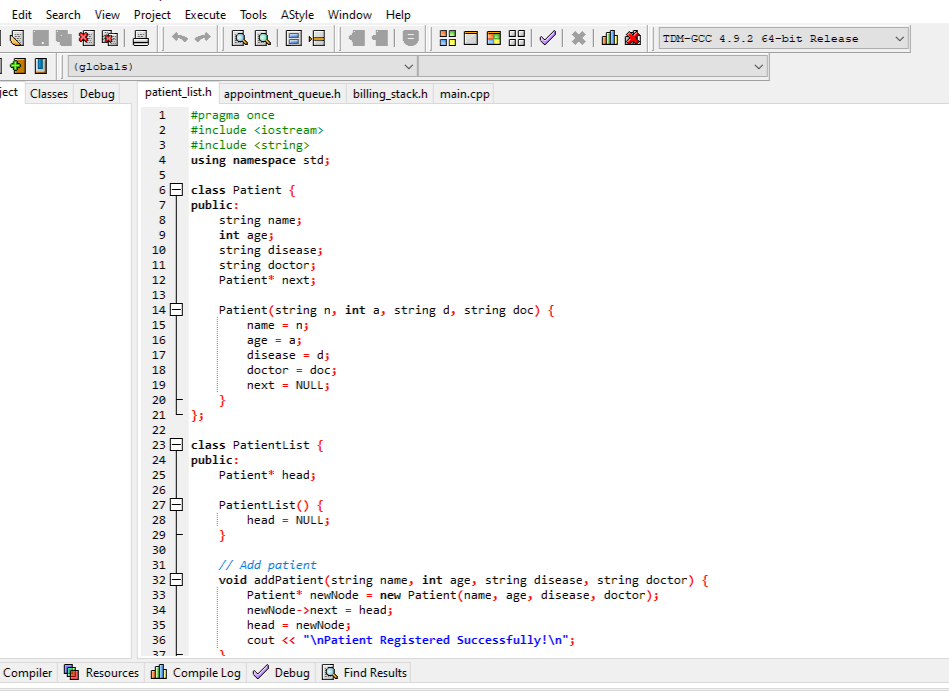 Edit Search View Project Execute Tools AStyle Window Help
TDM-GCC 4.9.2 64-bit Release
(globals)
ject Classes Debug
patient_list.h appointment_queue.h billing_stack.h main.cpp
1 #pragma once
2 #include <iostream>
3 #include <string>
4 using namespace std;
5
6 class Patient {
7 public:
8 string name;
9 int age;
10 string disease;
11 string doctor;
12 Patient* next;
13
14 Patient(string n, int a, string d, string doc) {
15 name = n;
16 age = a;
17 disease = d;
18 doctor = doc;
19 next = NULL;
20 }
21 };
22
23 class PatientList {
24 public:
25 Patient* head;
26
27 PatientList() {
28 head = NULL;
29 }
30
31 // Add patient
32 void addPatient(string name, int age, string disease, string doctor) {
33 Patient* newNode = new Patient(name, age, disease, doctor);
34 newNode->next = head;
35 head = newNode;
36 cout << "\nPatient Registered Successfully!\n";
37 }
Compiler Resources Compile Log Debug Find Results